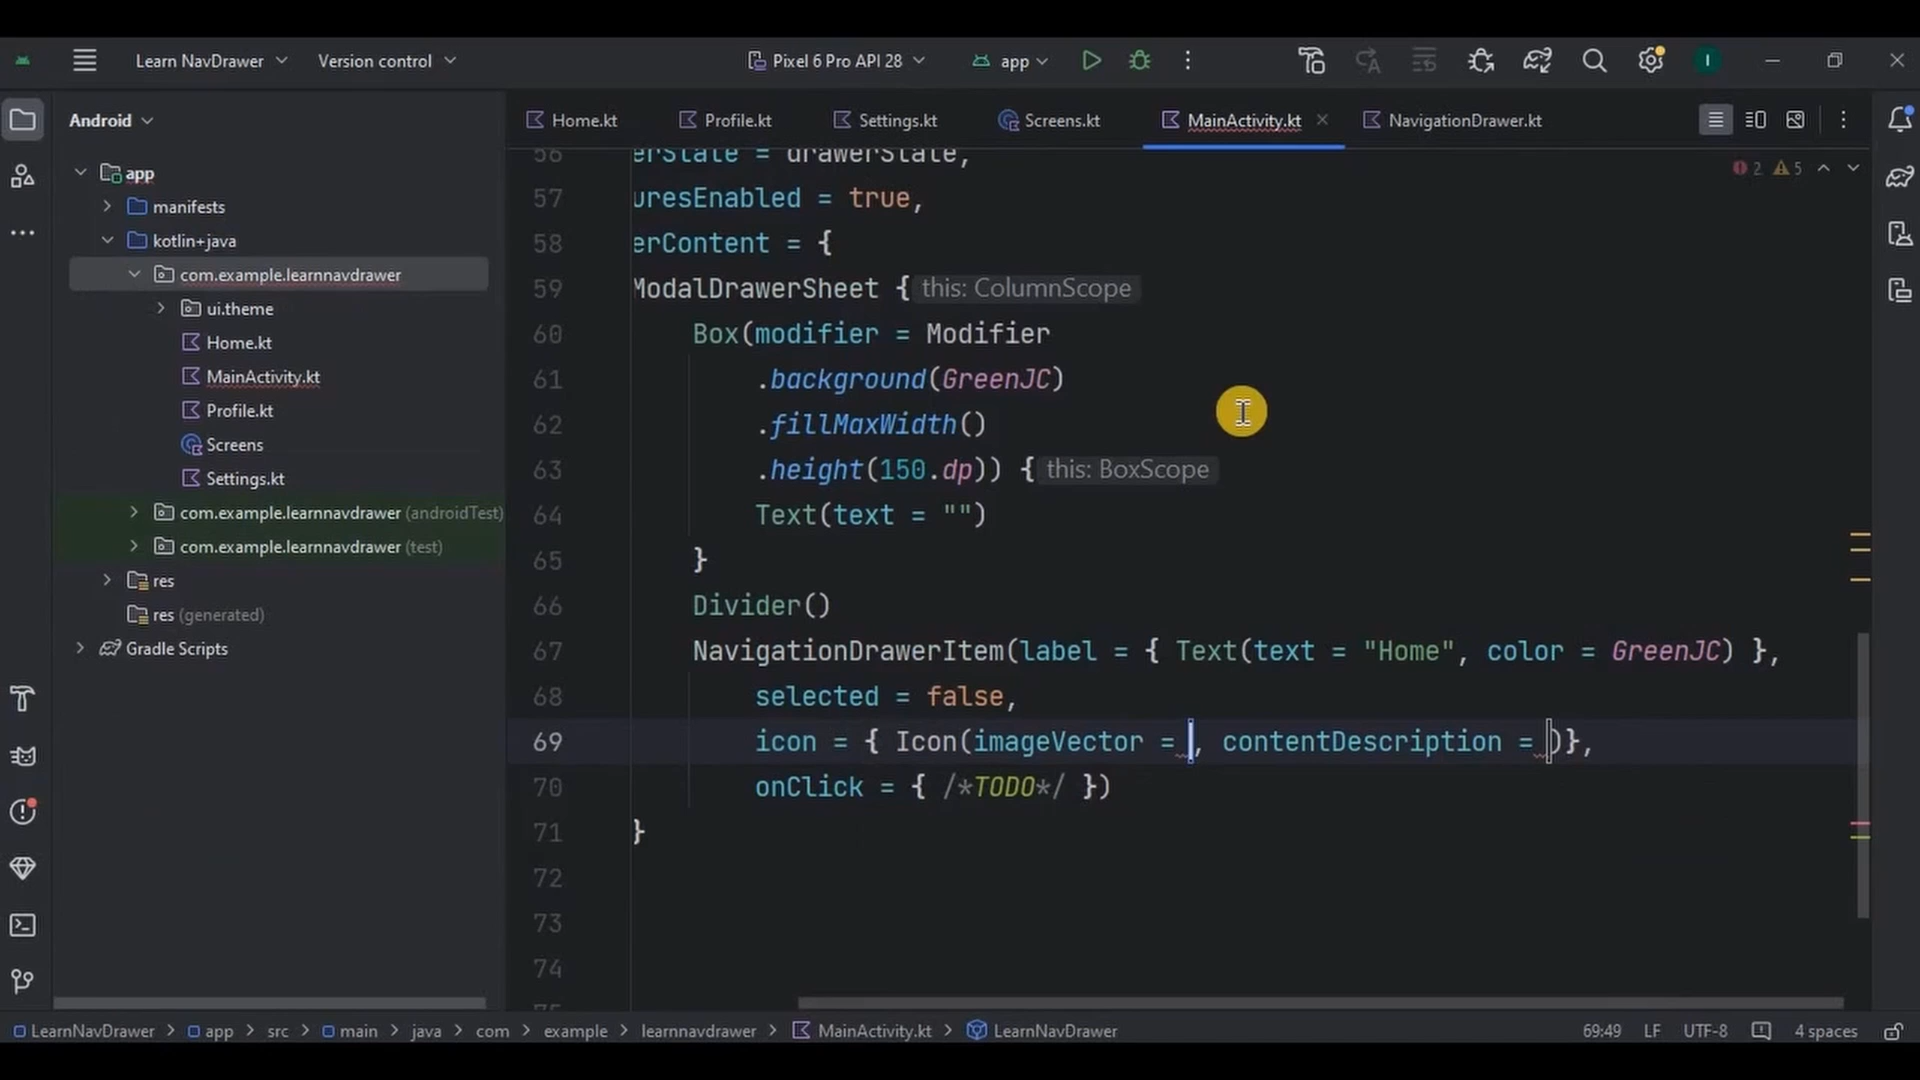 Learn NavDrawer Version control Pixel 6 Pro API 28 app I
Android
app
manifests
kotlin+java
com.example.learnnavdrawer
ui.theme
Home.kt
MainActivity.kt
Profile.kt
Screens
Settings.kt
com.example.learnnavdrawer (androidTest)
com.example.learnnavdrawer (test)
res
res (generated)
Gradle Scripts
Home.kt Profile.kt Settings.kt Screens.kt MainActivity.kt NavigationDrawer.kt
2 5
56 erState = drawerState,
57 uresEnabled = true,
58 erContent = {
59 ModalDrawerSheet { this: ColumnScope
60 Box(modifier = Modifier
61 .background(GreenJC)
62 .fillMaxWidth()
63 .height(150.dp)) { this: BoxScope
64 Text(text = "")
65 }
66 Divider()
67 NavigationDrawerItem(label = { Text(text = "Home", color = GreenJC) },
68 selected = false,
69 icon = { Icon(imageVector = , contentDescription = )},
70 onClick = { /*TODO*/ })
71 }
72
73
74
LearnNavDrawer > app > src > main > java > com > example > learnnavdrawer > MainActivity.kt > LearnNavDrawer 69:49 LF UTF-8 4 spaces